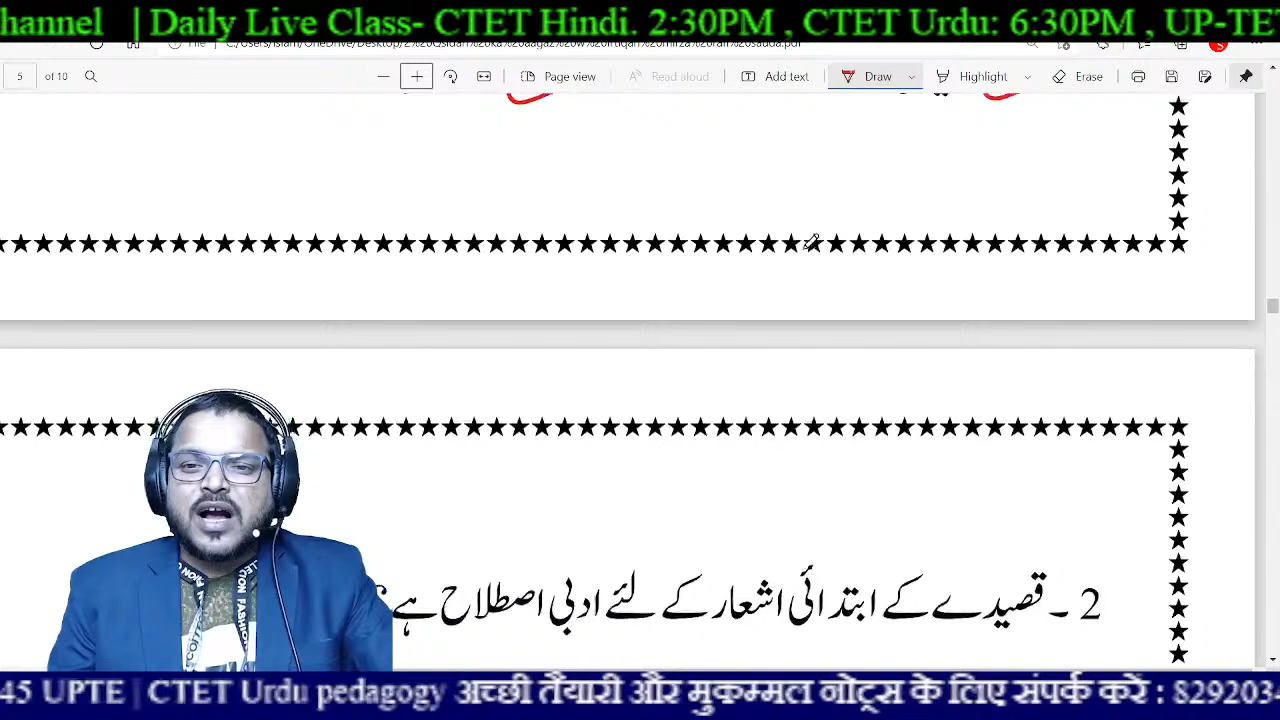 hannel | Daily Live Class- CTET Hindi. 2:30PM , CTET Urdu: 6:30PM , UP-TE
5 of 10 Page view Read aloud Add text Draw Highlight Erase
2 ۔ قصیدے کے ابتدائی اشعار کے لئے ادبی اصطلاح ہے
45 UPTE | CTET Urdu pedagogy अच्छी तैयारी और मुकम्मल नोट्स के लिए संपर्क करें : 829203